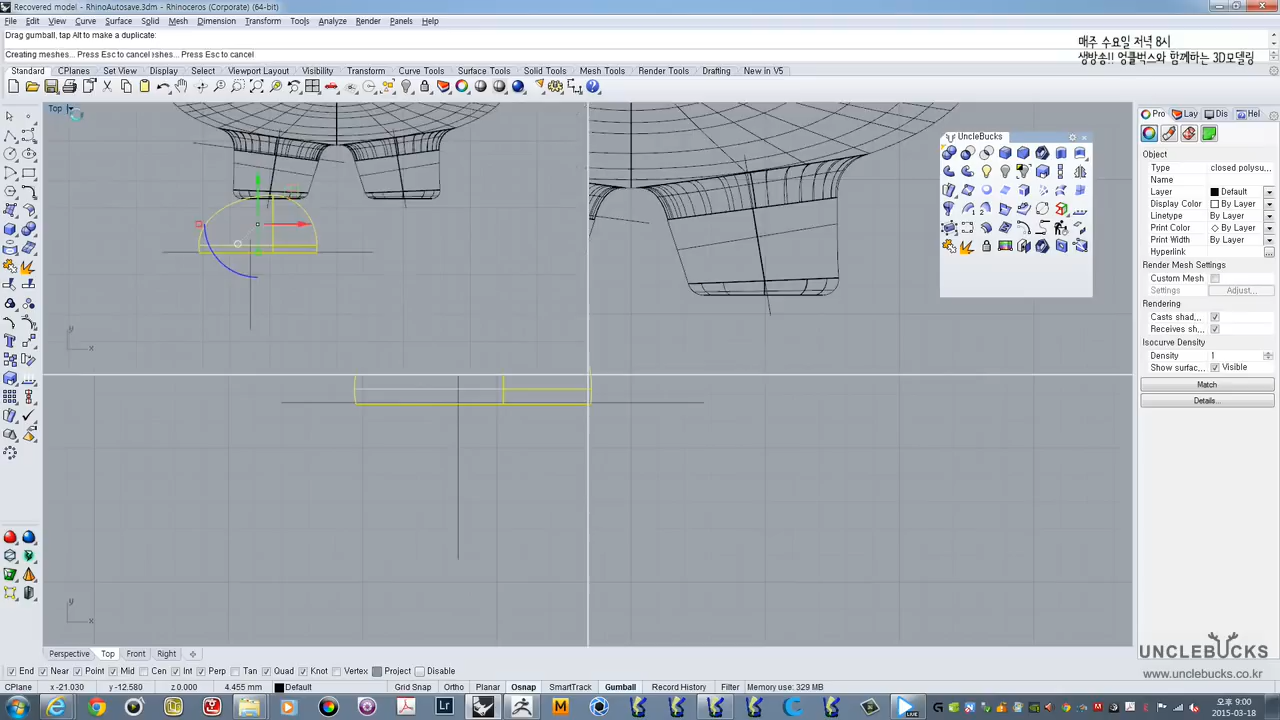 Recovered model - RhinoAutosave.3dm - Rhinoceros (Corporate) (64-bit)
File Edit View Curve Surface Solid Mesh Dimension Transform Tools Analyze Render Panels Help
Drag gumball, tap Alt to make a duplicate:
Creating meshes... Press Esc to cancel
Press Esc to cancel
매주 수요일 저녁 8시
생방송!! 엉클벅스와 함께하는 3D모델링
Standard CPlanes Set View Display Select Viewport Layout Visibility Transform Curve Tools Surface Tools Solid Tools Mesh Tools Render Tools Drafting New in V5
Top
UncleBucks
Pro Lay Dis Hel
Object
Type closed polysu...
Name
Layer Default
Display Color By Layer
Linetype By Layer
Print Color By Layer
Print Width By Layer
Hyperlink
Render Mesh Settings
Custom Mesh
Settings Adjust...
Rendering
Casts shad...
Receives sh...
Isocurve Density
Density 1
Show surfac... Visible
Match
Details...
y
x
y
x
Perspective Top Front Right
End Near Point Mid Cen Int Perp Tan Quad Knot Vertex Project Disable
CPlane x -21.030 y -12.580 z 0.000 4.455 mm Default Grid Snap Ortho Planar Osnap SmartTrack Gumball Record History Filter Memory use: 329 MB
UNCLEBUCKS
www.unclebucks.co.kr
오후 9:00
2015-03-18